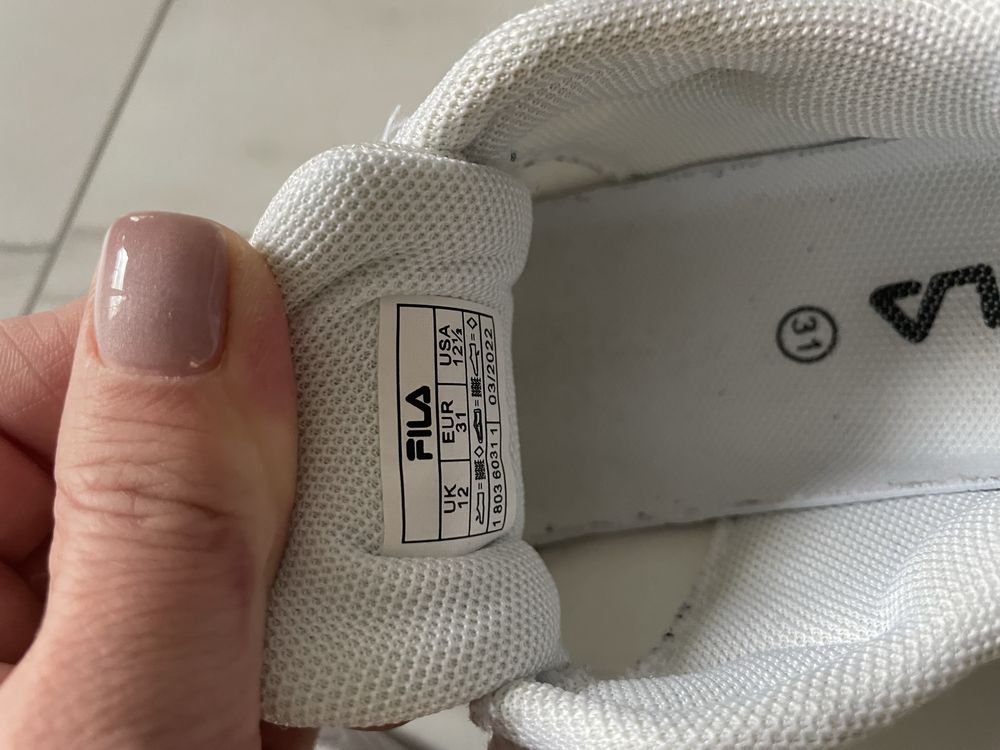 FILA
UK EUR USA
12 31 12½
= = =
1 803 6031 1 03/2022
31